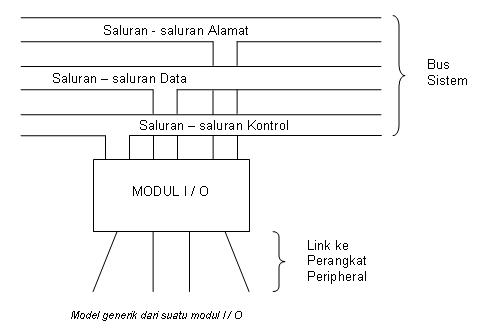 Saluran - saluran Alamat
Saluran – saluran Data
Saluran – saluran Kontrol
Bus
Sistem
MODUL I / O
Link ke
Perangkat
Peripheral
Model generik dari suatu modul I / O